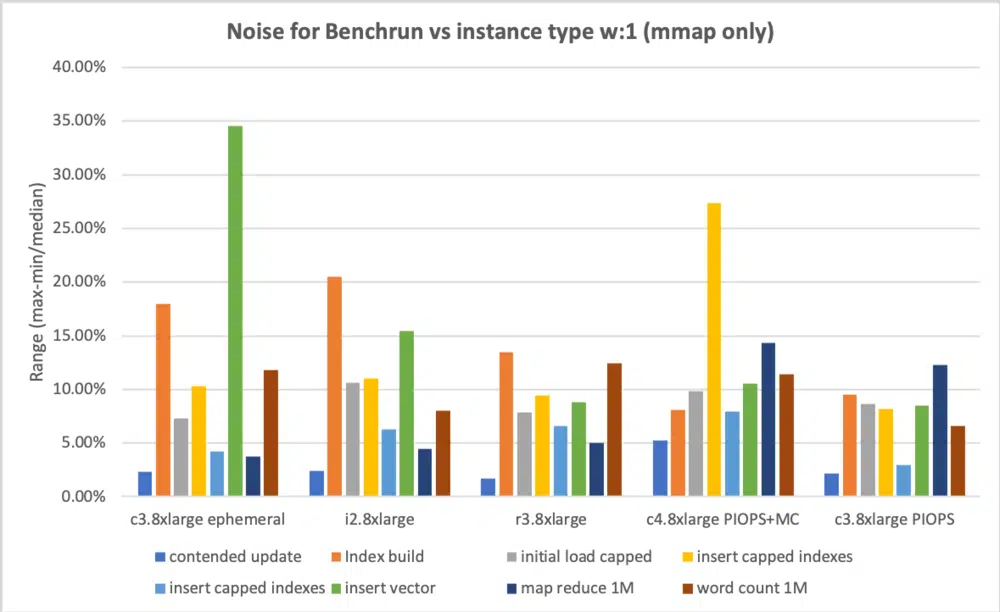 Noise for Benchrun vs instance type w:1 (mmap only)
40.00%
35.00%
30.00%
25.00%
20.00%
15.00%
10.00%
5.00%
0.00%
Range (max-min/median)
c3.8xlarge ephemeral i2.8xlarge r3.8xlarge c4.8xlarge PIOPS+MC c3.8xlarge PIOPS
contended update Index build initial load capped insert capped indexes
insert capped indexes insert vector map reduce 1M word count 1M